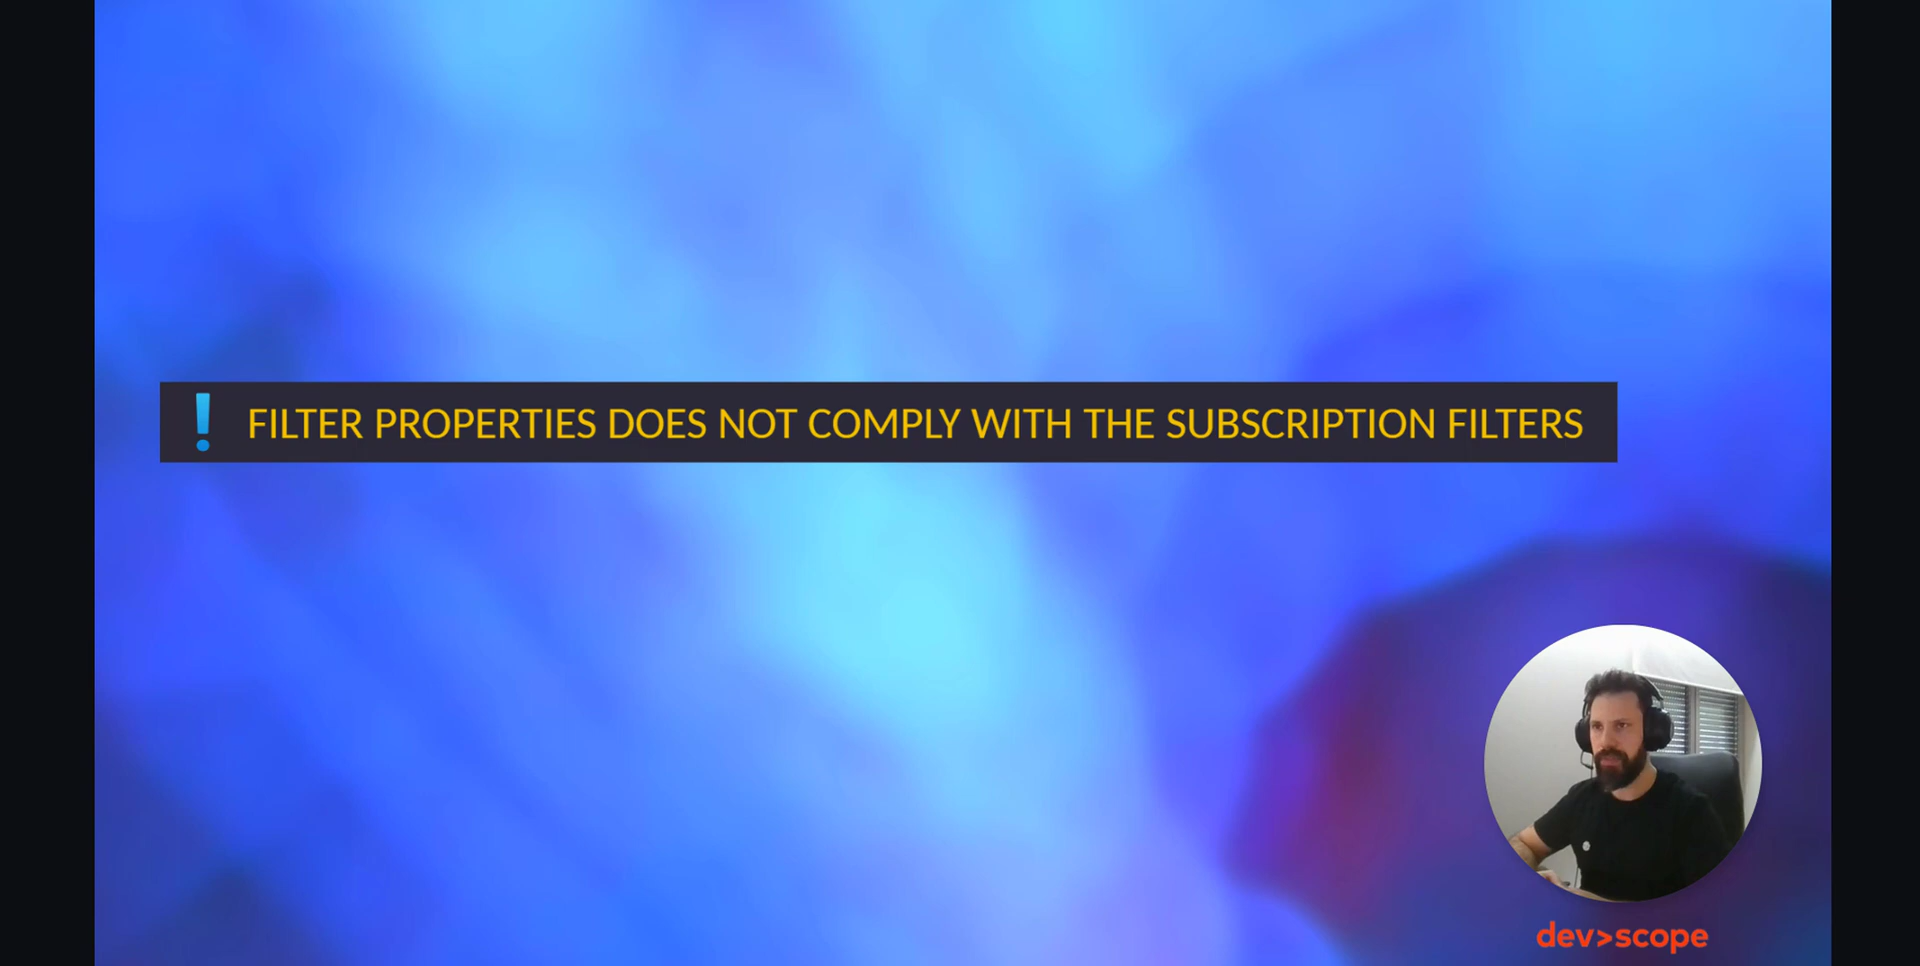 ❗ FILTER PROPERTIES DOES NOT COMPLY WITH THE SUBSCRIPTION FILTERS
dev>scope